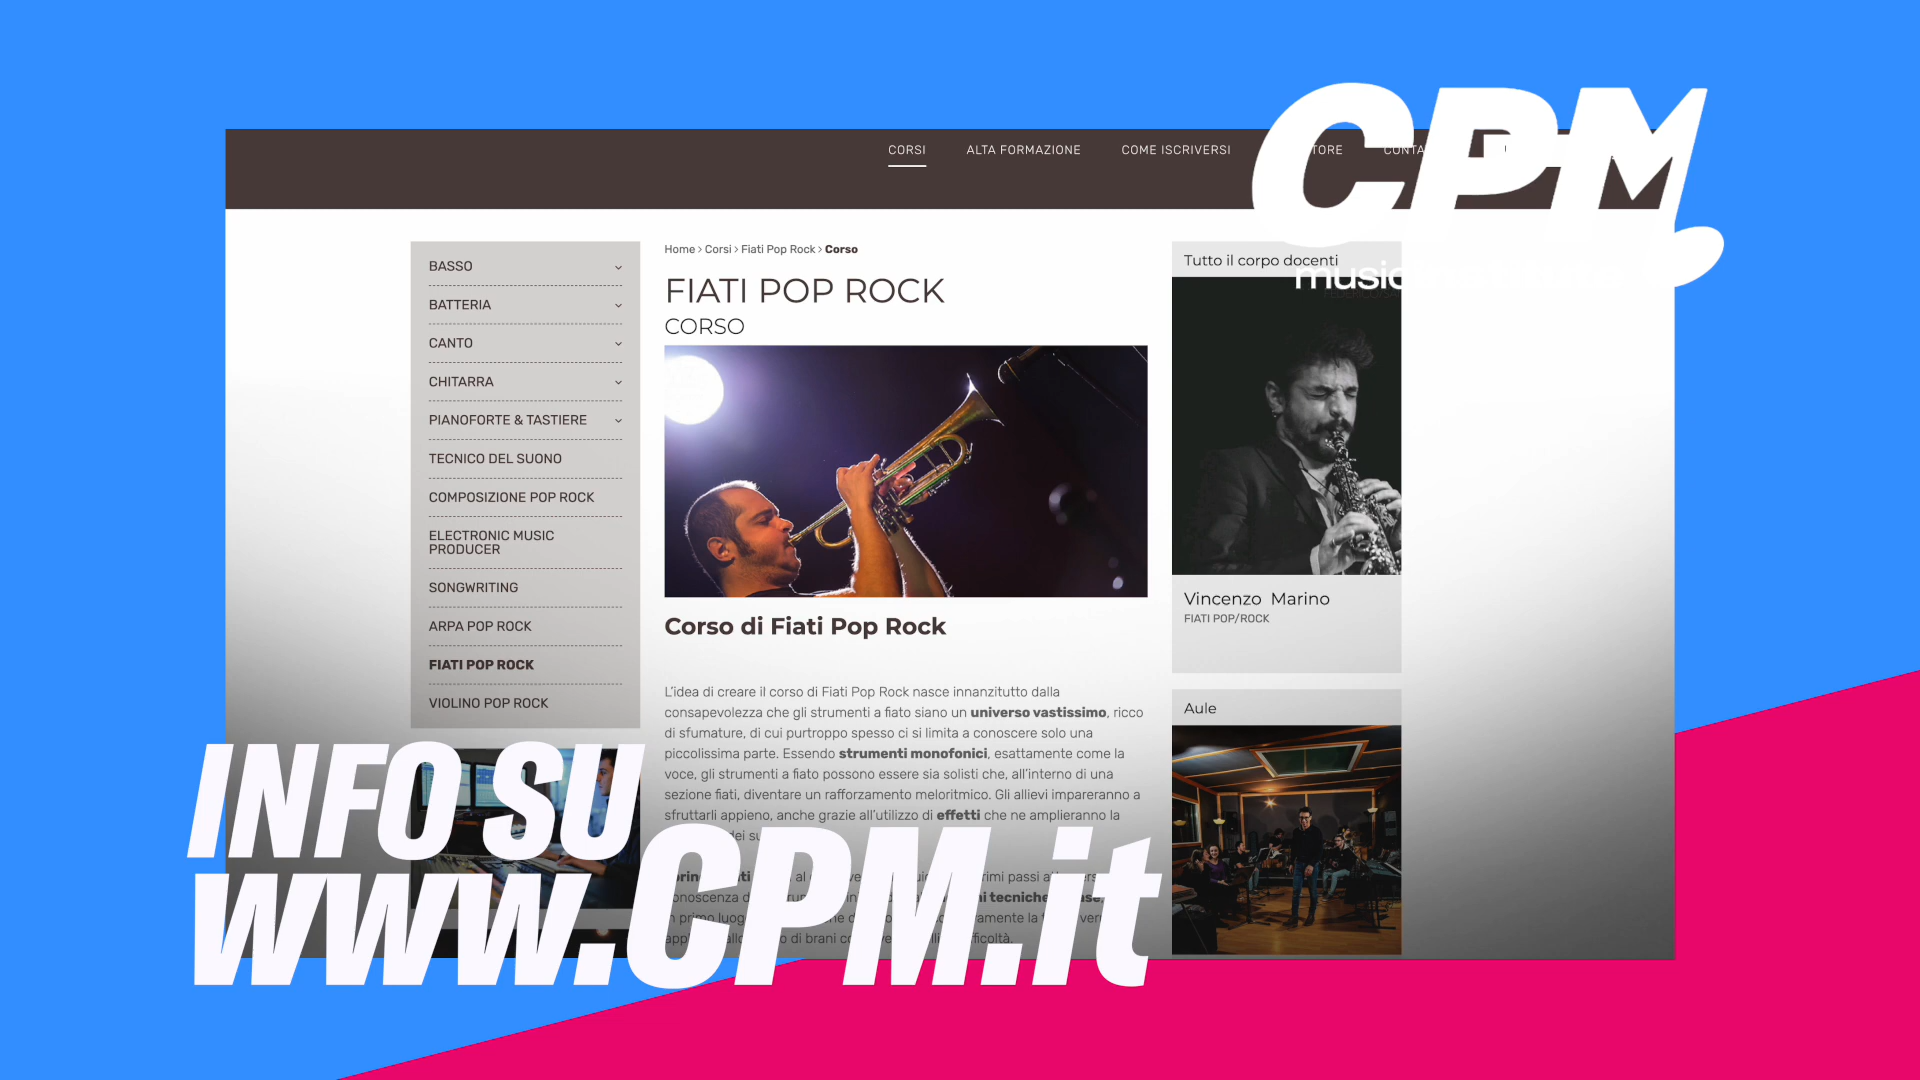 CPM
music
CORSI
ALTA FORMAZIONE
COME ISCRIVERSI
Home > Corsi > Fiati Pop Rock > Corso
FIATI POP ROCK
CORSO
BASSO
BATTERIA
CANTO
CHITARRA
PIANOFORTE & TASTIERE
TECNICO DEL SUONO
COMPOSIZIONE POP ROCK
ELECTRONIC MUSIC
PRODUCER
SONGWRITING
ARPA POP ROCK
FIATI POP ROCK
VIOLINO POP ROCK
Corso di Fiati Pop Rock
L'idea di creare il corso di Fiati Pop Rock nasce innanzitutto dalla
consapevolezza che gli strumenti a fiato siano un universo vastissimo, ricco
di sfumature, di cui purtroppo spesso ci si limita a conoscere solo una
piccolissima parte. Essendo strumenti monofonici, esattamente come la
voce, gli strumenti a fiato possono essere sia solisti che, all'interno di una
sezione fiati, diventare un rafforzamento meloritmico. Gli allievi impareranno a
sfruttarli appieno, anche grazie all'utilizzo di effetti che ne amplieranno la
di brani
Tutto il corpo docenti
Vincenzo Marino
FIATI POP/ROCK
Aule
INFO SU
www.CPM.it